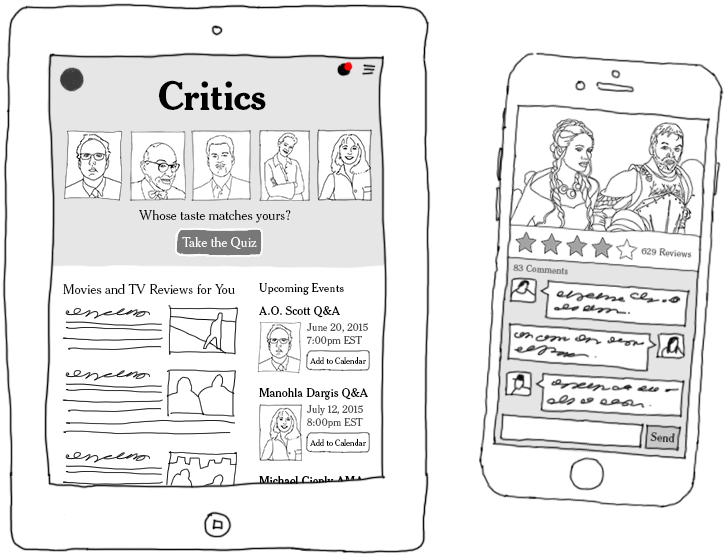 Critics
Whose taste matches yours?
Take the Quiz
Movies and TV Reviews for You
Upcoming Events
A.O. Scott Q&A
June 20, 2015
7:00pm EST
Add to Calendar
Manohla Dargis Q&A
July 12, 2015
8:00pm EST
Add to Calendar
Michael Cieply AMA
629 Reviews
83 Comments
Send